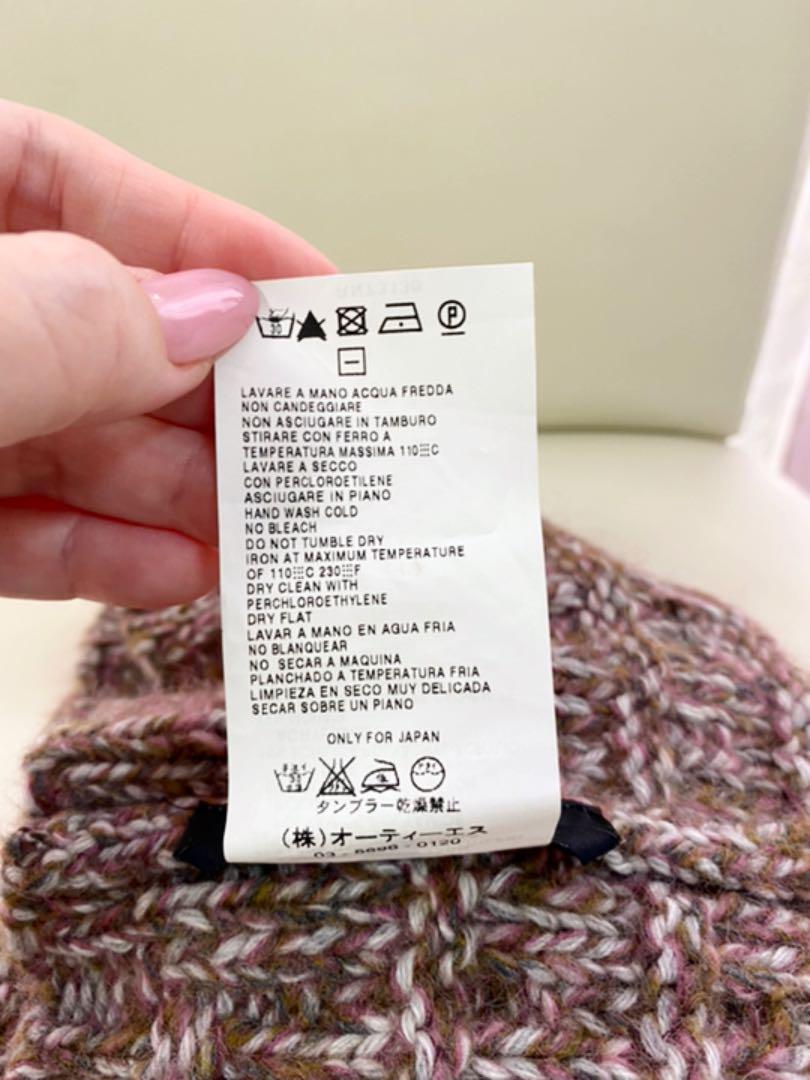 30
P
LAVARE A MANO ACQUA FREDDA
NON CANDEGGIARE
NON ASCIUGARE IN TAMBURO
STIRARE CON FERRO A
TEMPERATURA MASSIMA 110 C
LAVARE A SECCO
CON PERCLOROETILENE
ASCIUGARE IN PIANO
HAND WASH COLD
NO BLEACH
DO NOT TUMBLE DRY
IRON AT MAXIMUM TEMPERATURE
OF 110 C 230 F
DRY CLEAN WITH
PERCHLOROETHYLENE
DRY FLAT
LAVAR A MANO EN AGUA FRIA
NO BLANQUEAR
NO SECAR A MAQUINA
PLANCHADO A TEMPERATURA FRIA
LIMPIEZA EN SECO MUY DELICADA
SECAR SOBRE UN PIANO
ONLY FOR JAPAN
タンブラー乾燥禁止
(株)オーティーエス